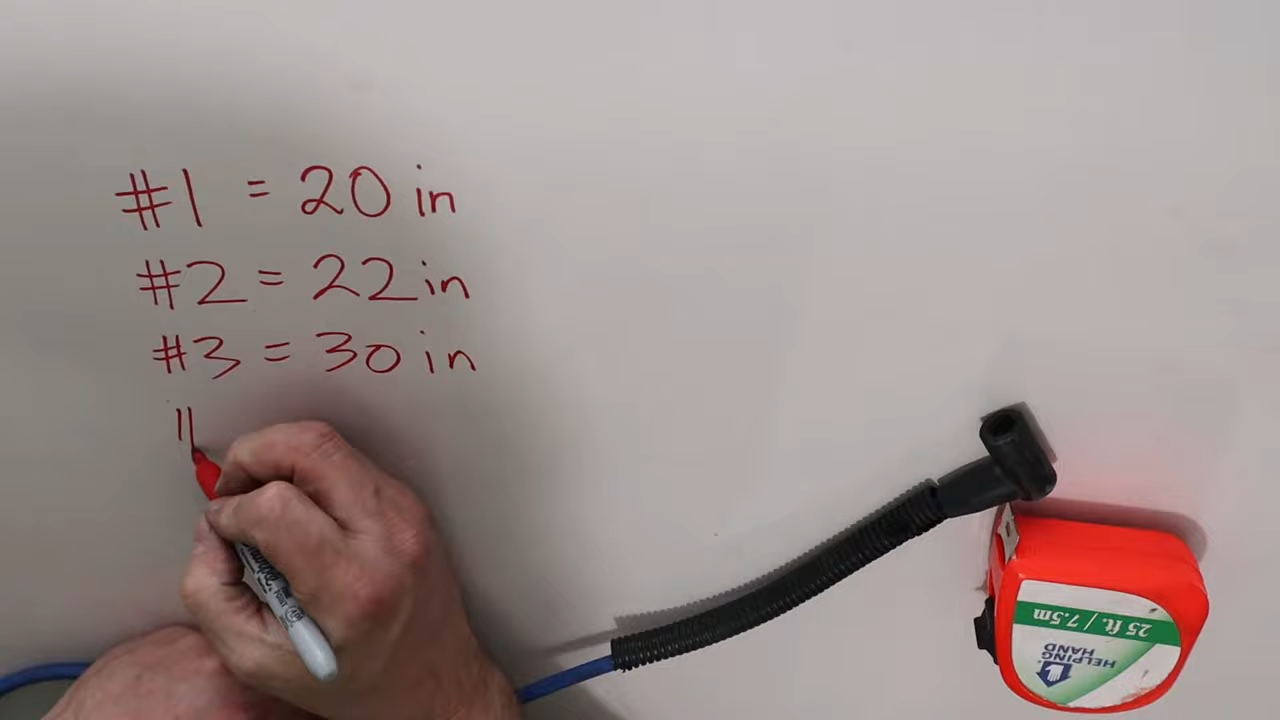 #1 = 20 in
#2 = 22 in
#3 = 30 in
25 ft. / 7.5m
HELPING
HAND